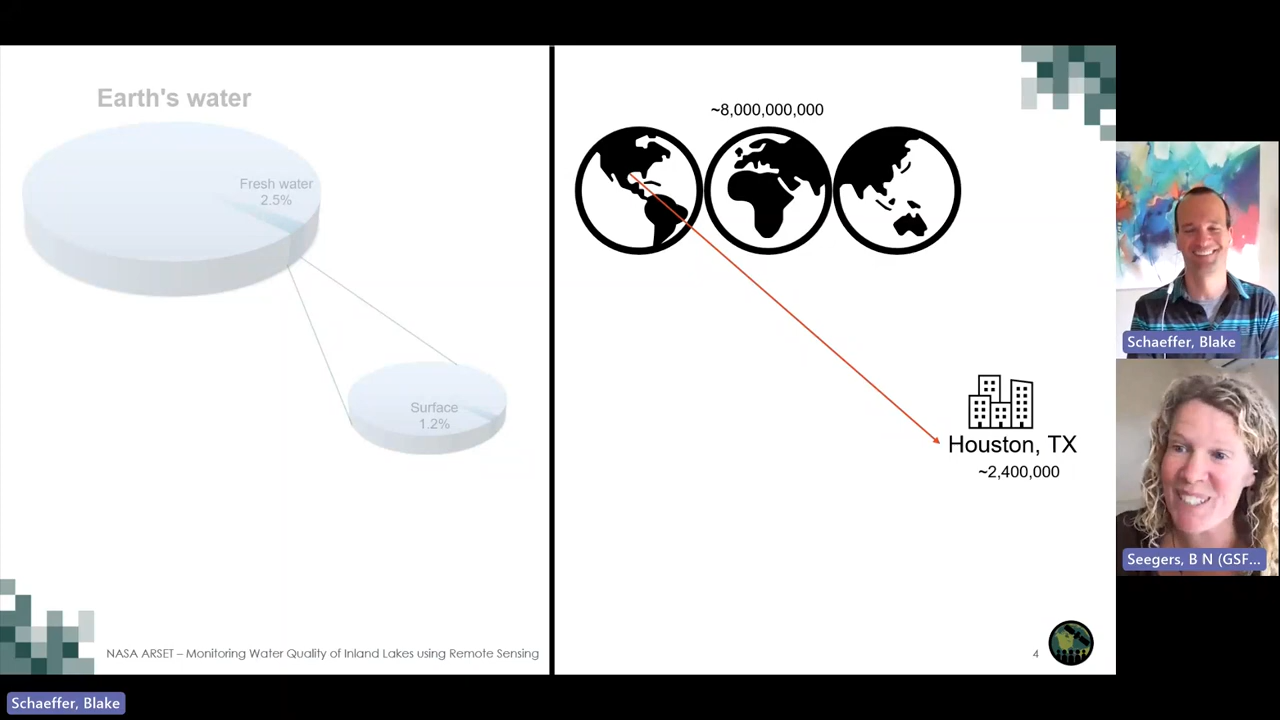 Earth's water
Fresh water
2.5%
Surface
1.2%
~8,000,000,000
Houston, TX
~2,400,000
NASA ARSET – Monitoring Water Quality of Inland Lakes using Remote Sensing
4
Schaeffer, Blake
Seegers, B N (GSF...
Schaeffer, Blake